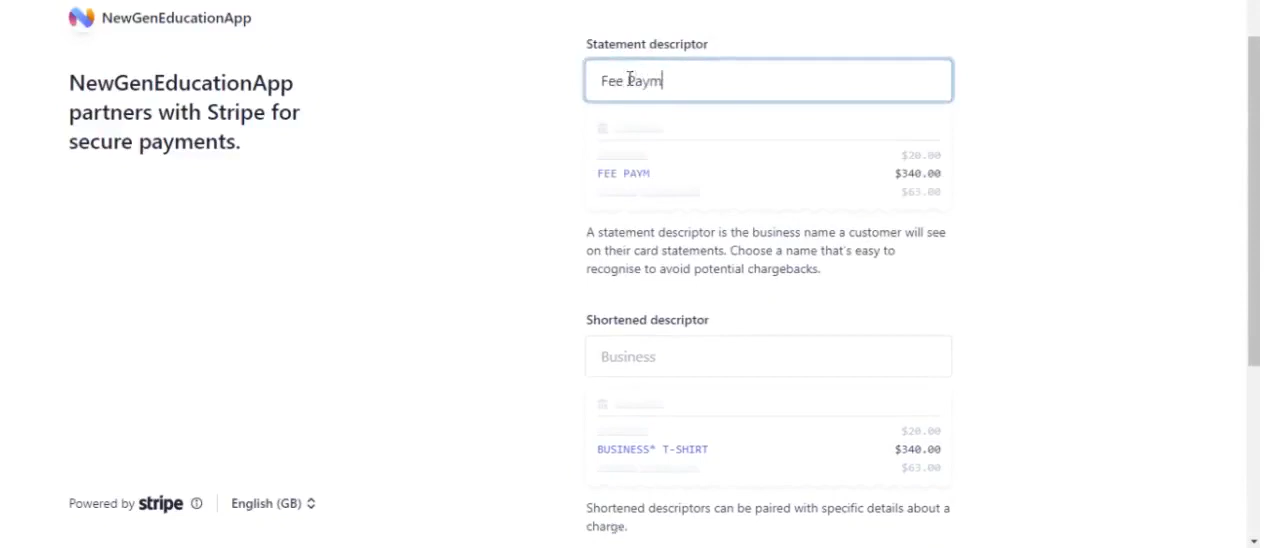 NewGenEducationApp
NewGenEducationApp
partners with Stripe for
secure payments.
Powered by stripe
English (GB)
Statement descriptor
Fee Paym
$20.00
FEE PAYM $340.00
$63.00
A statement descriptor is the business name a customer will see
on their card statements. Choose a name that's easy to
recognise to avoid potential chargebacks.
Shortened descriptor
Business
$20.00
BUSINESS* T-SHIRT $340.00
$63.00
Shortened descriptors can be paired with specific details about a
charge.